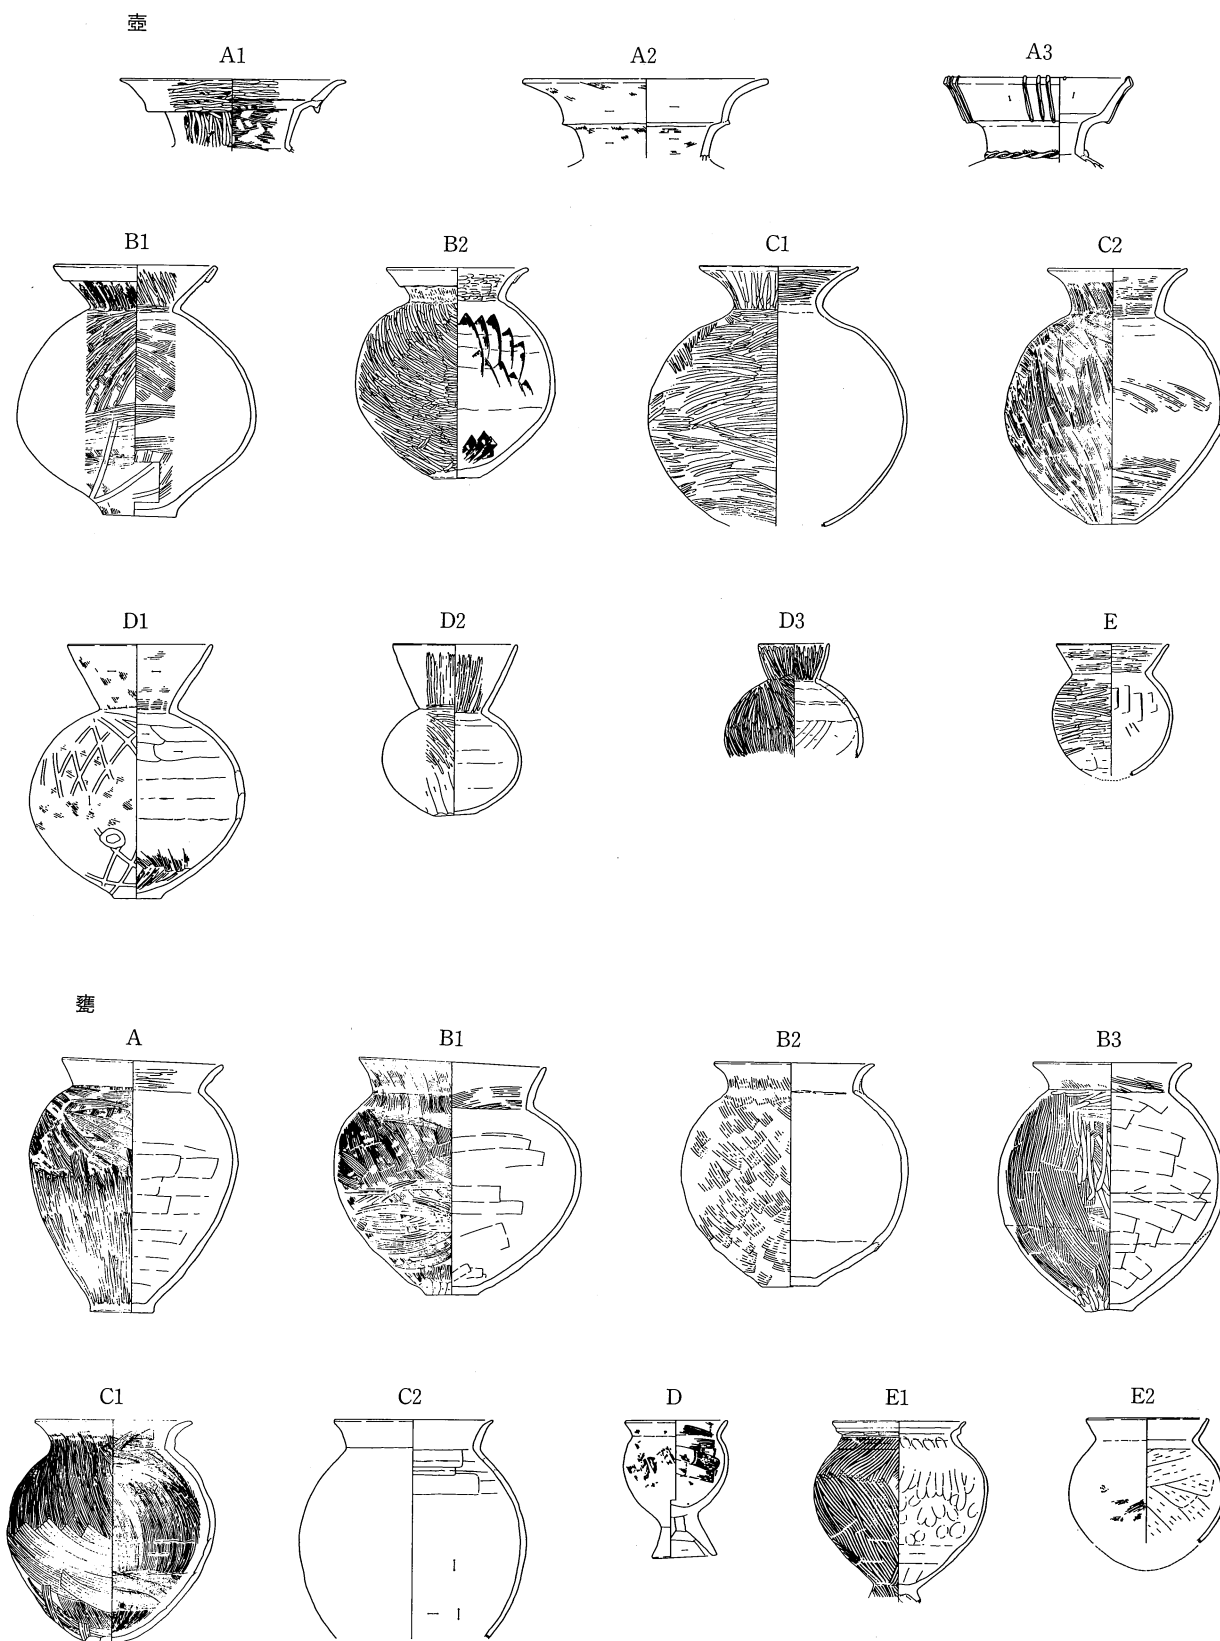 壺
A1 A2 A3
B1 B2 C1 C2
D1 D2 D3 E
甕
A B1 B2 B3
C1 C2 D E1 E2